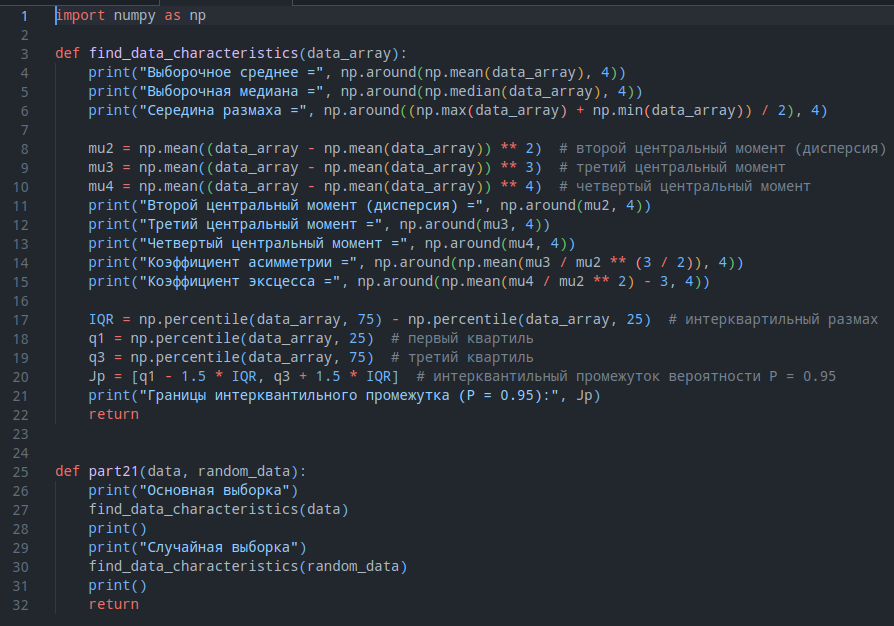 1 import numpy as np
2
3 def find_data_characteristics(data_array):
4     print("Выборочное среднее =", np.around(np.mean(data_array), 4))
5     print("Выборочная медиана =", np.around(np.median(data_array), 4))
6     print("Середина размаха =", np.around((np.max(data_array) + np.min(data_array)) / 2), 4)
7
8     mu2 = np.mean((data_array - np.mean(data_array)) ** 2)  # второй центральный момент (дисперсия)
9     mu3 = np.mean((data_array - np.mean(data_array)) ** 3)  # третий центральный момент
10     mu4 = np.mean((data_array - np.mean(data_array)) ** 4)  # четвертый центральный момент
11     print("Второй центральный момент (дисперсия) =", np.around(mu2, 4))
12     print("Третий центральный момент =", np.around(mu3, 4))
13     print("Четвертый центральный момент =", np.around(mu4, 4))
14     print("Коэффициент асимметрии =", np.around(np.mean(mu3 / mu2 ** (3 / 2)), 4))
15     print("Коэффициент эксцесса =", np.around(np.mean(mu4 / mu2 ** 2) - 3, 4))
16
17     IQR = np.percentile(data_array, 75) - np.percentile(data_array, 25)  # интерквартильный размах
18     q1 = np.percentile(data_array, 25)  # первый квартиль
19     q3 = np.percentile(data_array, 75)  # третий квартиль
20     Jp = [q1 - 1.5 * IQR, q3 + 1.5 * IQR]  # интерквантильный промежуток вероятности P = 0.95
21     print("Границы интерквантильного промежутка (P = 0.95):", Jp)
22     return
23
24
25 def part21(data, random_data):
26     print("Основная выборка")
27     find_data_characteristics(data)
28     print()
29     print("Случайная выборка")
30     find_data_characteristics(random_data)
31     print()
32     return